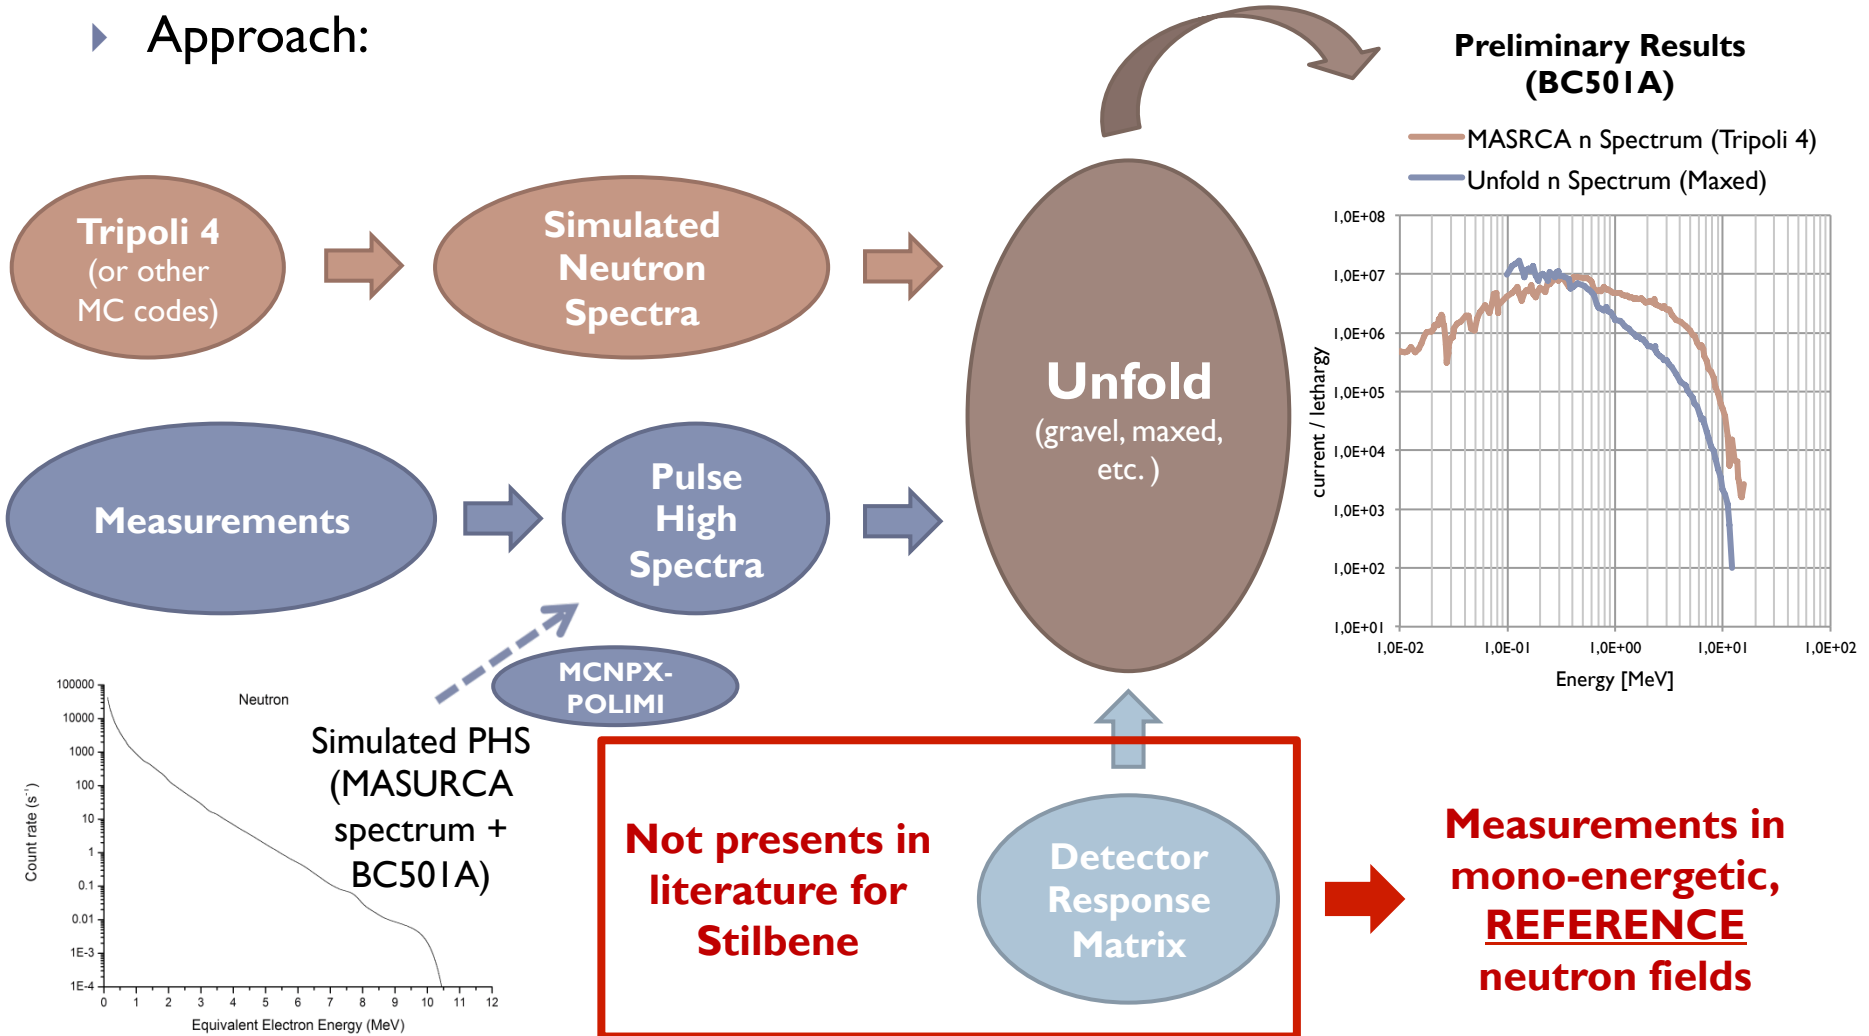 Approach:
Preliminary Results
(BC501A)
MASRCA n Spectrum (Tripoli 4)
Unfold n Spectrum (Maxed)
Tripoli 4
(or other
MC codes)
Simulated
Neutron
Spectra
Unfold
(gravel, maxed,
etc. )
Measurements
Pulse
High
Spectra
MCNPX-
POLIMI
1,0E+08
1,0E+07
1,0E+06
1,0E+05
1,0E+04
1,0E+03
1,0E+02
1,0E+01
current / lethargy
1,0E-02 1,0E-01 1,0E+00 1,0E+01 1,0E+02
Energy [MeV]
Neutron
100000
10000
1000
100
10
1
0.1
0.01
1E-3
1E-4
Count rate (s⁻¹)
0 1 2 3 4 5 6 7 8 9 10 11 12
Equivalent Electron Energy (MeV)
Simulated PHS
(MASURCA
spectrum +
BC501A)
Not presents in
literature for
Stilbene
Detector
Response
Matrix
Measurements in
mono-energetic,
REFERENCE
neutron fields